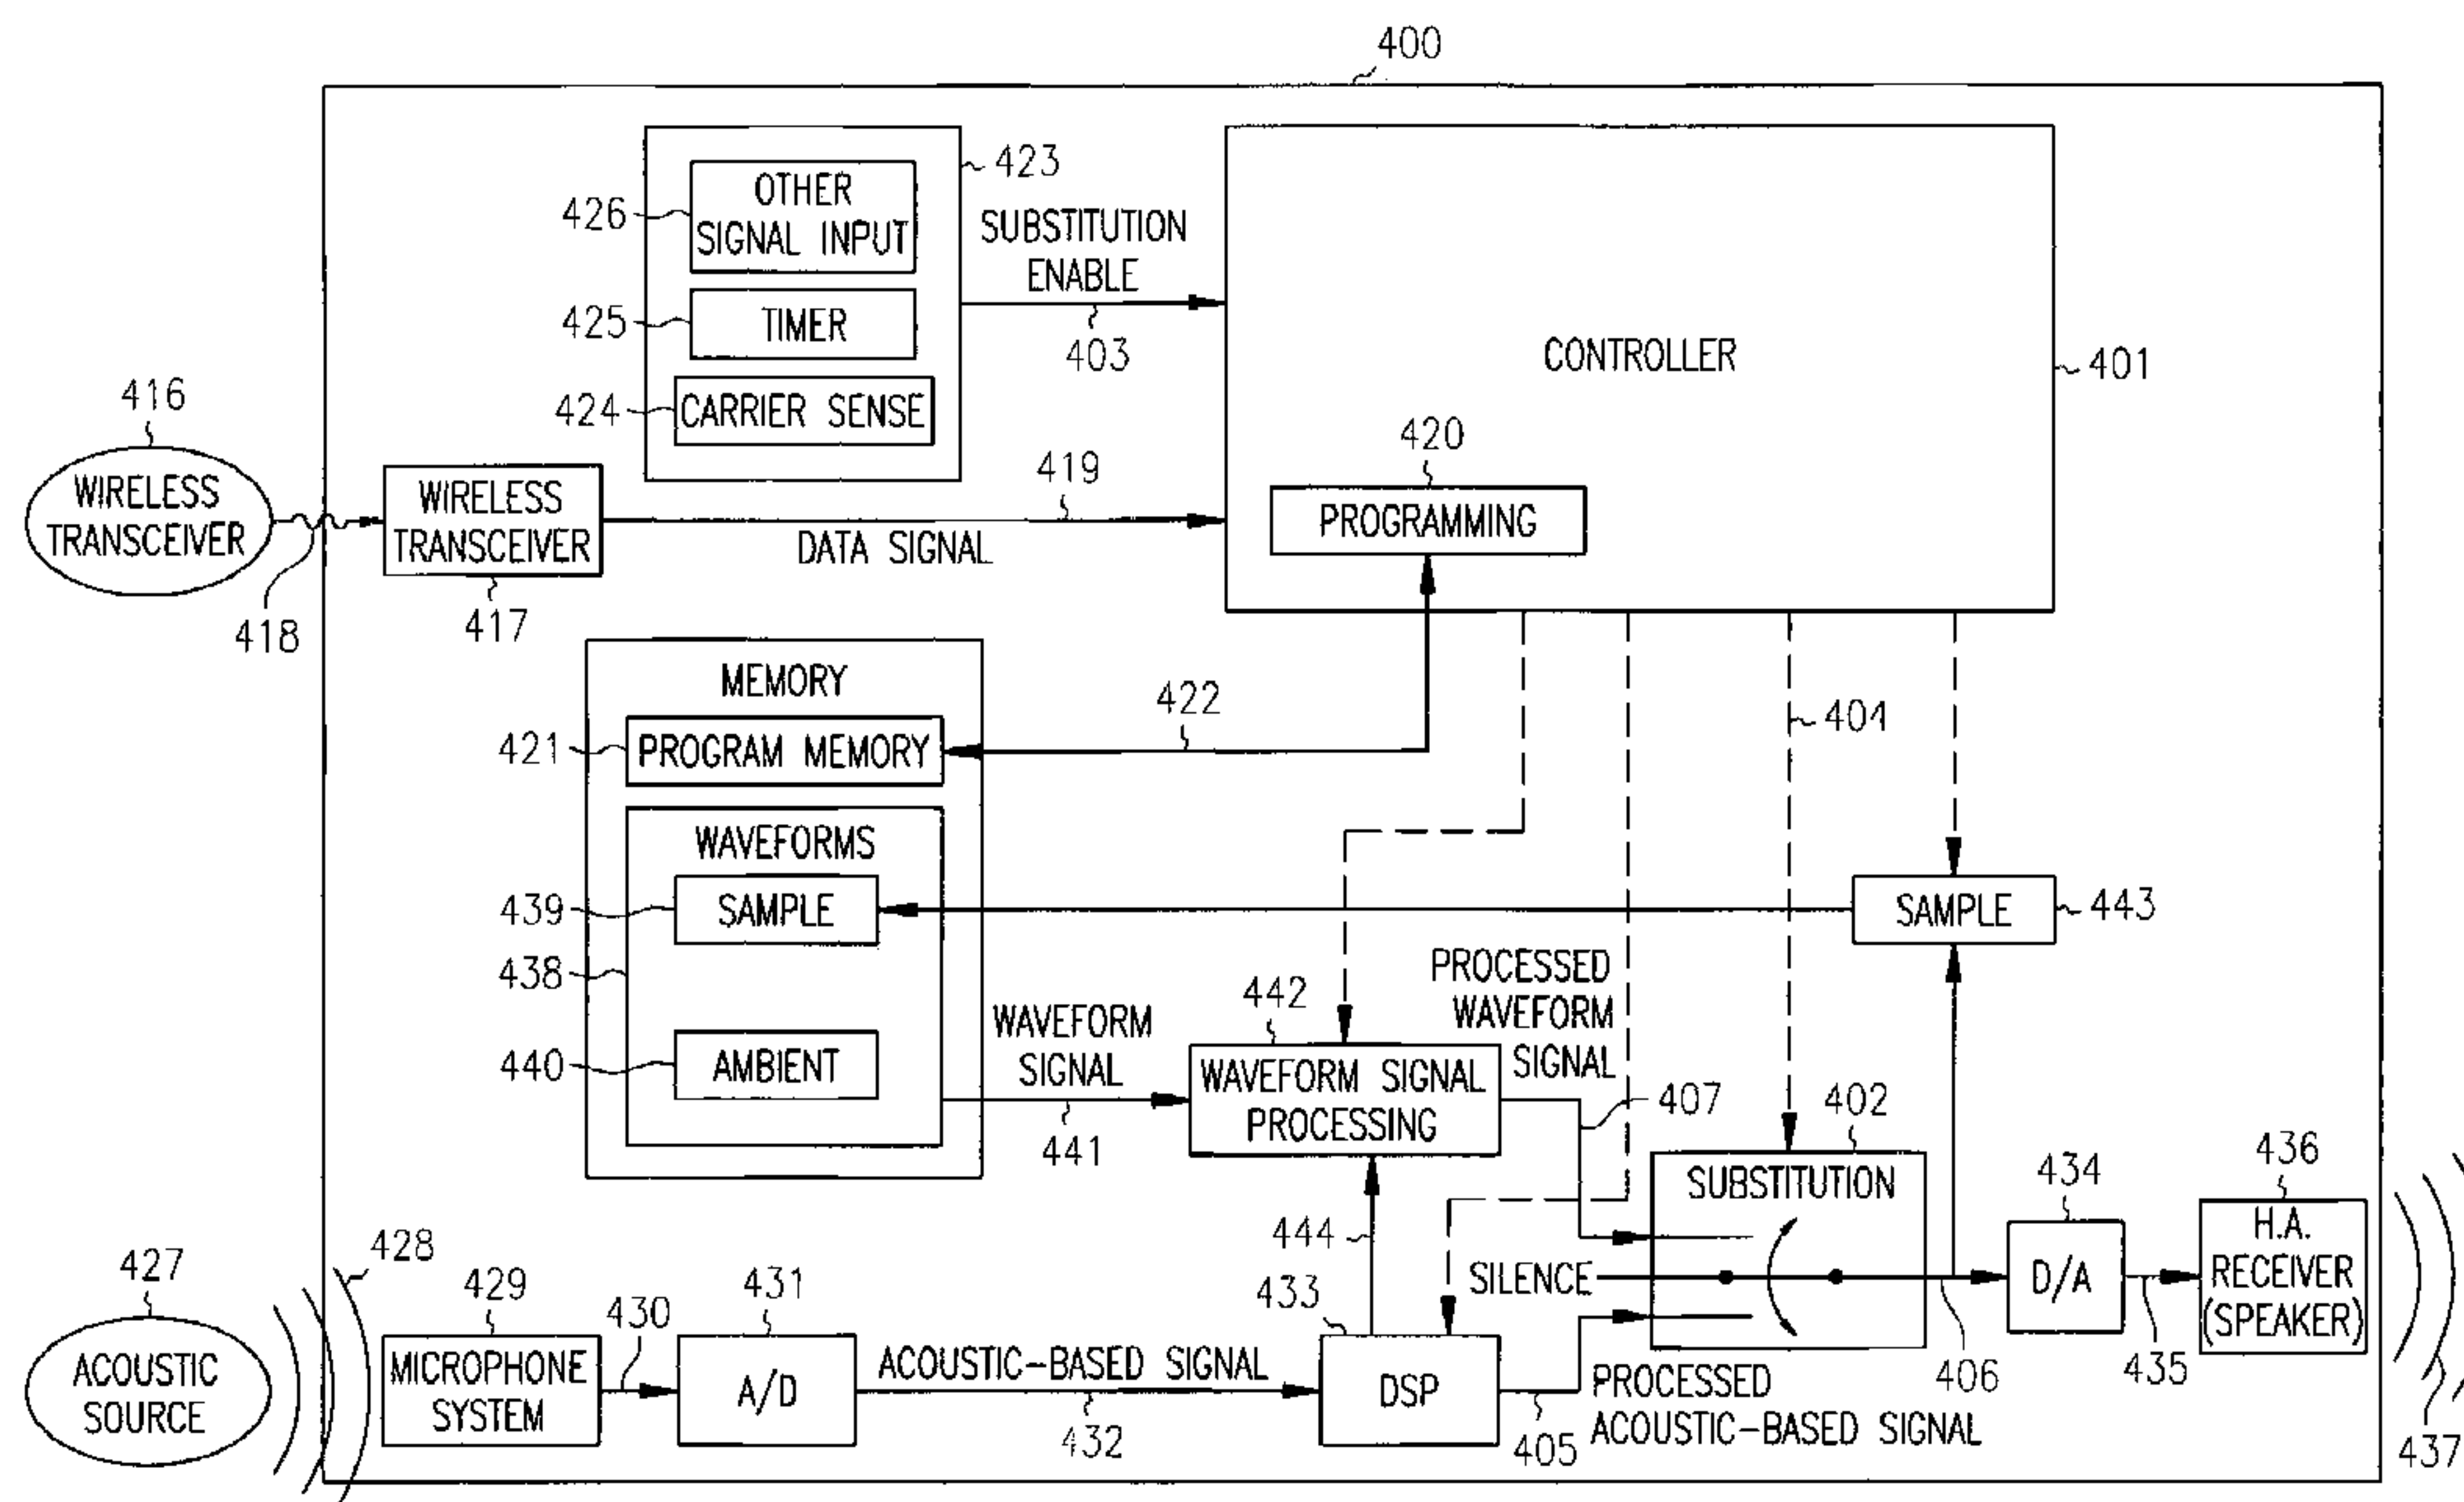 400
OTHER
SIGNAL INPUT
426
423
TIMER
425
CARRIER SENSE
424
SUBSTITUTION
ENABLE
403
CONTROLLER
401
420
PROGRAMMING
416
WIRELESS
TRANSCEIVER
418
WIRELESS
TRANSCEIVER
417
419
DATA SIGNAL
MEMORY
421
PROGRAM MEMORY
422
404
WAVEFORMS
439
SAMPLE
438
440
AMBIENT
SAMPLE
443
WAVEFORM
SIGNAL
441
442
WAVEFORM SIGNAL
PROCESSING
PROCESSED
WAVEFORM
SIGNAL
407
402
SUBSTITUTION
SILENCE
444
434
D/A
406
435
436
H.A.
RECEIVER
(SPEAKER)
437
427
ACOUSTIC
SOURCE
428
429
MICROPHONE
SYSTEM
430
431
A/D
ACOUSTIC-BASED SIGNAL
432
433
DSP
405
PROCESSED
ACOUSTIC-BASED SIGNAL